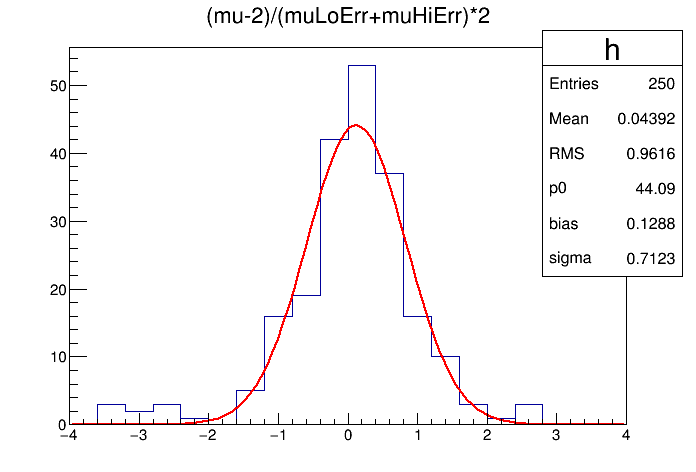 (mu-2)/(muLoErr+muHiErr)*2
h
Entries 250
Mean 0.04392
RMS 0.9616
p0 44.09
bias 0.1288
sigma 0.7123
50
40
30
20
10
0
−4 −3 −2 −1 0 1 2 3 4